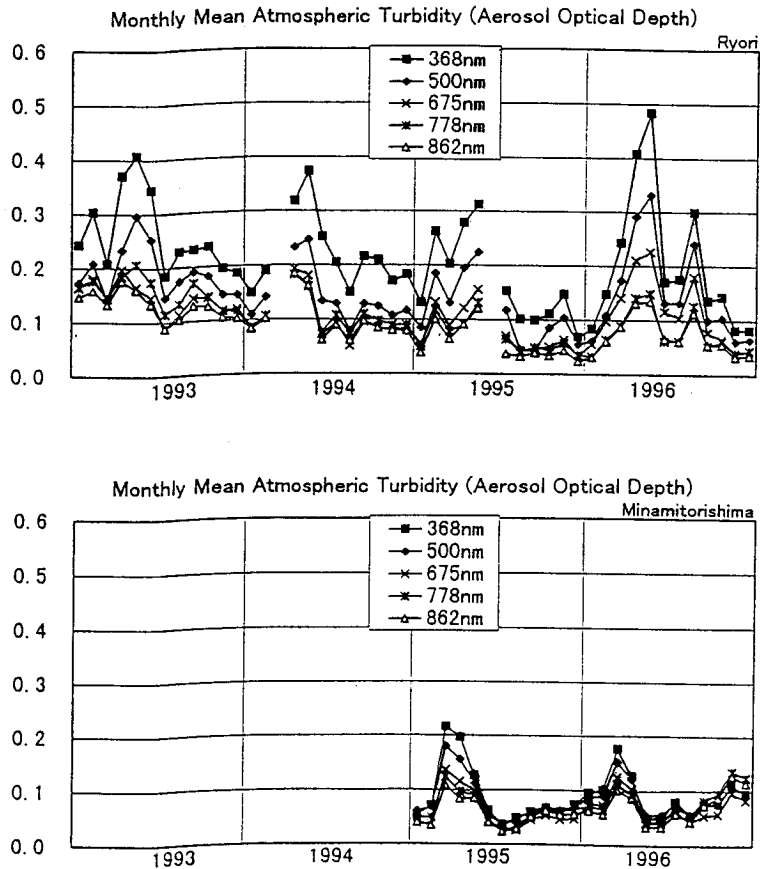 Monthly Mean Atmospheric Turbidity (Aerosol Optical Depth)
Ryori
0.6
0.5
0.4
0.3
0.2
0.1
0.0
368nm
500nm
675nm
778nm
862nm
1993
1994
1995
1996
Monthly Mean Atmospheric Turbidity (Aerosol Optical Depth)
Minamitorishima
0.6
0.5
0.4
0.3
0.2
0.1
0.0
368nm
500nm
675nm
778nm
862nm
1993
1994
1995
1996